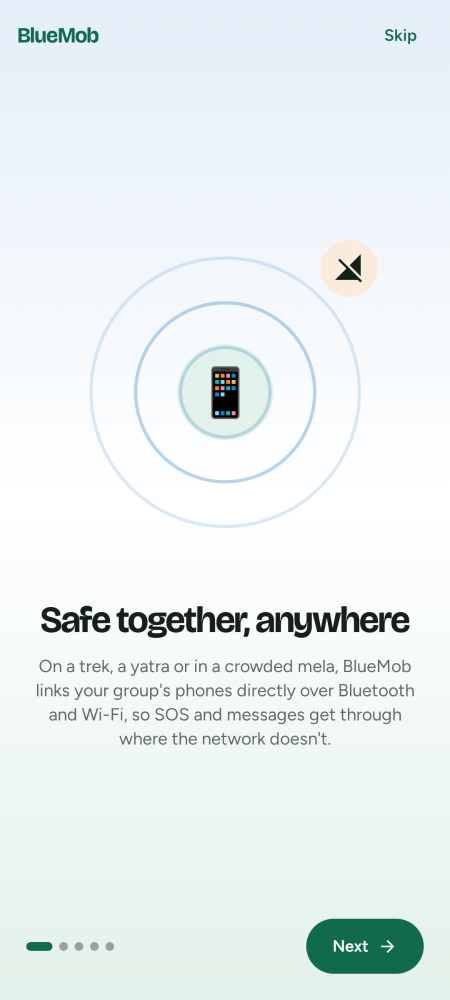 BlueMob
Skip
Safe together, anywhere
On a trek, a yatra or in a crowded mela, BlueMob
links your group's phones directly over Bluetooth
and Wi-Fi, so SOS and messages get through
where the network doesn't.
Next